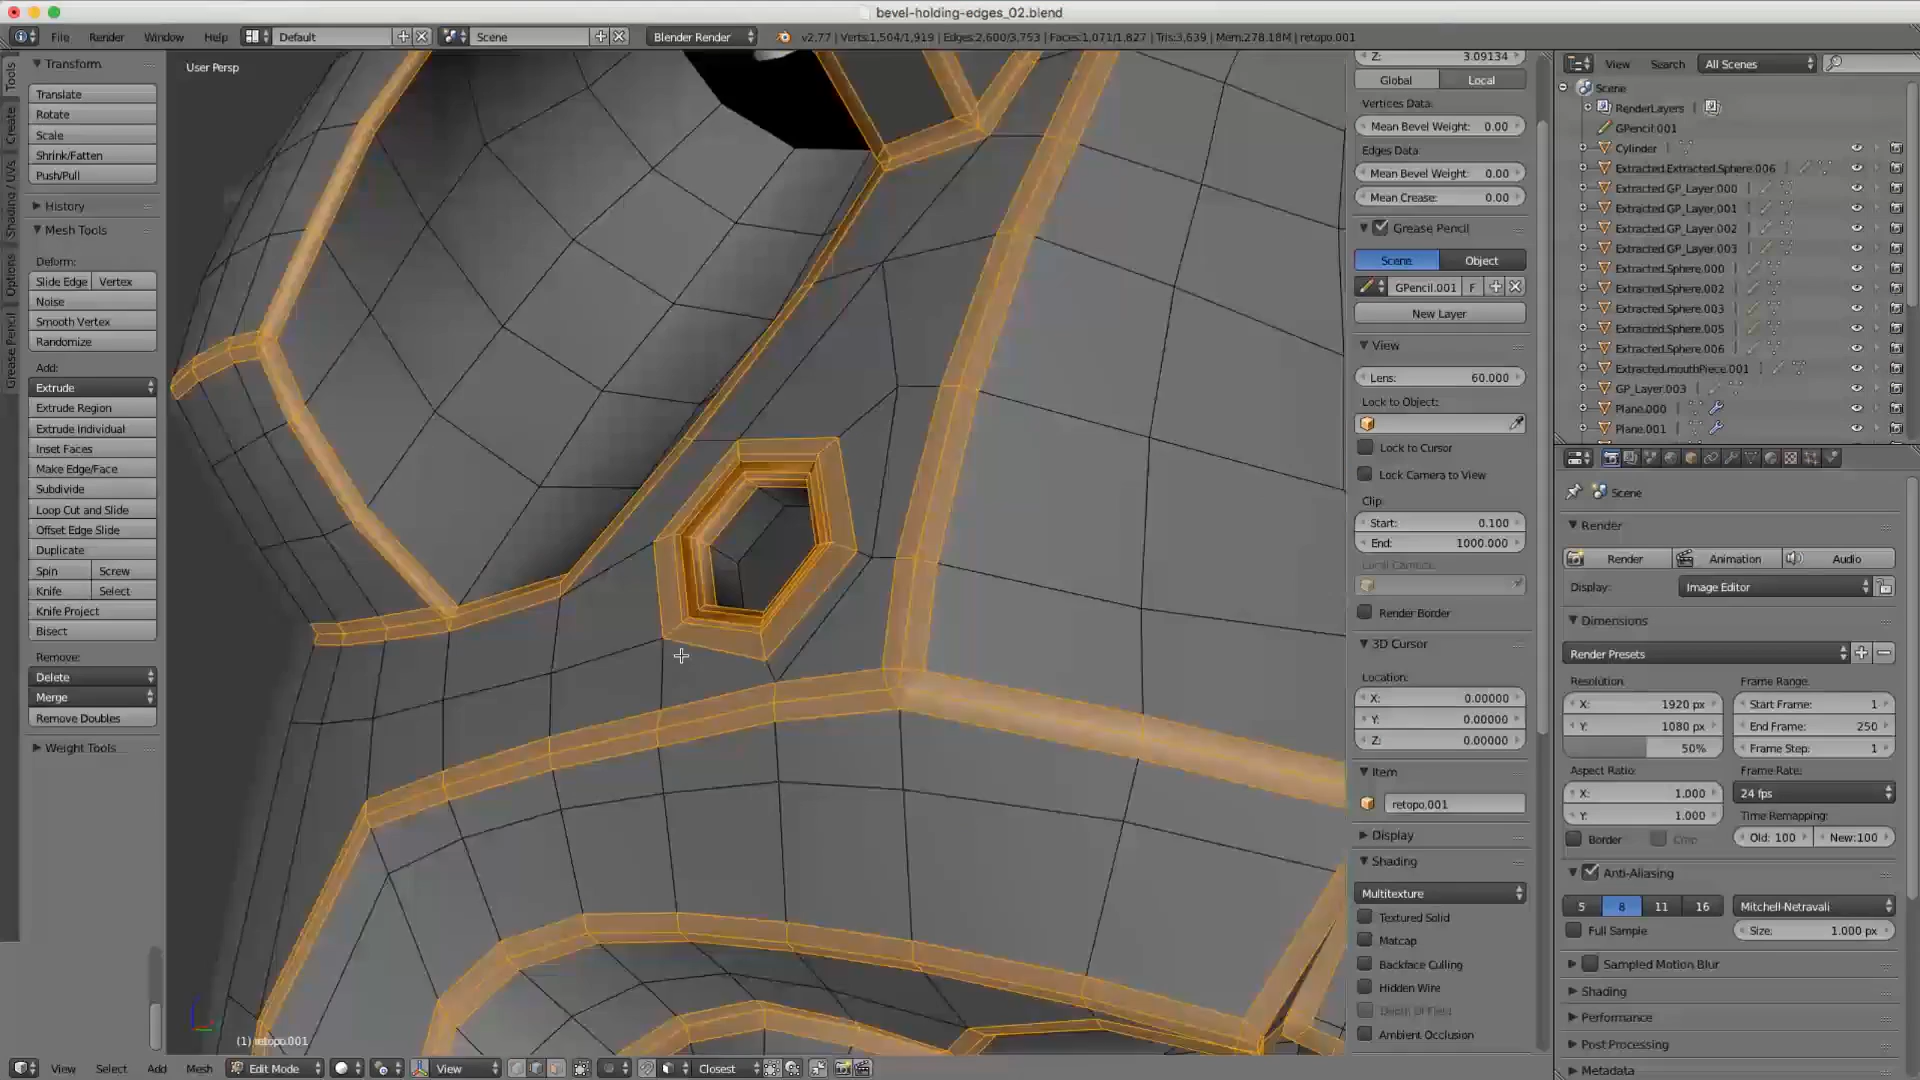 bevel-holding-edges_02.blend
File Render Window Help Default Scene Blender Render v2.77 | Verts:1,504/1,919 | Edges:2,600/3,753 | Faces:1,071/1,827 | Tris:3,639 | Mem:278.18M | retopo.001
Tools
Create
Shading / UVs
Options
Grease Pencil
Transform
Translate
Rotate
Scale
Shrink/Fatten
Push/Pull
History
Mesh Tools
Deform:
Slide Edge Vertex
Noise
Smooth Vertex
Randomize
Add:
Extrude
Extrude Region
Extrude Individual
Inset Faces
Make Edge/Face
Subdivide
Loop Cut and Slide
Offset Edge Slide
Duplicate
Spin Screw
Knife Select
Knife Project
Bisect
Remove:
Delete
Merge
Remove Doubles
Weight Tools
User Persp
(1) retopo.001
Z: 3.09134
Global Local
Vertices Data:
Mean Bevel Weight: 0.00
Edges Data:
Mean Bevel Weight: 0.00
Mean Crease: 0.00
Grease Pencil
Scene Object
GPencil.001 F
New Layer
View
Lens: 60.000
Lock to Object:
Lock to Cursor
Lock Camera to View
Clip:
Start: 0.100
End: 1000.000
Local Camera:
Render Border
3D Cursor
Location:
X: 0.00000
Y: 0.00000
Z: 0.00000
Item
retopo.001
Display
Shading
Multitexture
Textured Solid
Matcap
Backface Culling
Hidden Wire
Depth Of Field
Ambient Occlusion
View Search All Scenes
Scene
RenderLayers
GPencil.001
Cylinder
Extracted.Extracted.Sphere.006
Extracted.GP_Layer.000
Extracted.GP_Layer.001
Extracted.GP_Layer.002
Extracted.GP_Layer.003
Extracted.Sphere.000
Extracted.Sphere.002
Extracted.Sphere.003
Extracted.Sphere.005
Extracted.Sphere.006
Extracted.mouthPiece.001
GP_Layer.003
Plane.000
Plane.001
Scene
Render
Render Animation Audio
Display: Image Editor
Dimensions
Render Presets
Resolution: Frame Range:
X: 1920 px Start Frame: 1
Y: 1080 px End Frame: 250
50% Frame Step: 1
Aspect Ratio: Frame Rate:
X: 1.000 24 fps
Y: 1.000 Time Remapping:
Border Crop Old: 100 New:100
Anti-Aliasing
5 8 11 16 Mitchell-Netravali
Full Sample Size: 1.000 px
Sampled Motion Blur
Shading
Performance
Post Processing
Metadata
View Select Add Mesh Edit Mode View Closest